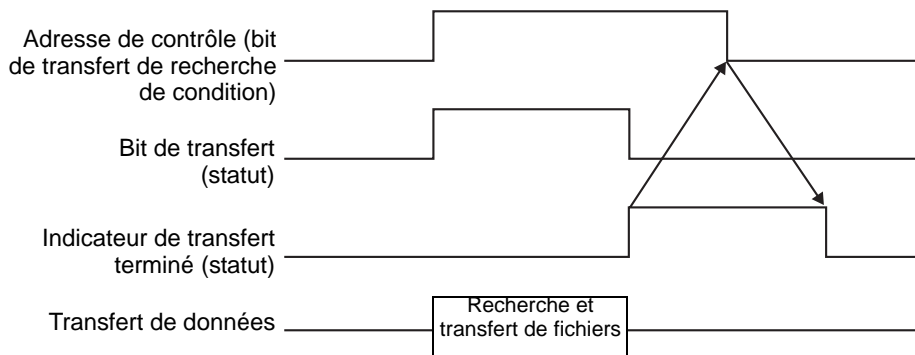 Adresse de contrôle (bit
de transfert de recherche
de condition)
Bit de transfert
(statut)
Indicateur de transfert
terminé (statut)
Transfert de données
Recherche et
transfert de fichiers